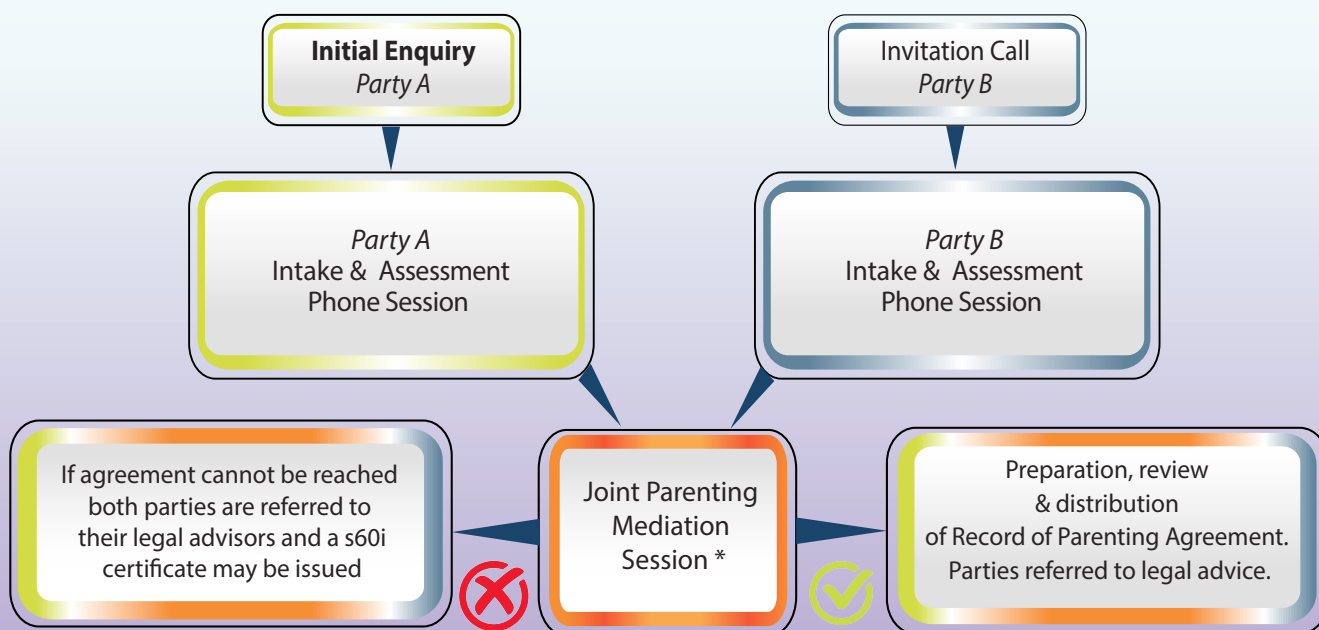 Initial Enquiry
Party A
Invitation Call
Party B
Party A
Intake & Assessment
Phone Session
Party B
Intake & Assessment
Phone Session
If agreement cannot be reached
both parties are referred to
their legal advisors and a s60i
certificate may be issued
Joint Parenting
Mediation
Session *
Preparation, review
& distribution
of Record of Parenting Agreement.
Parties referred to legal advice.